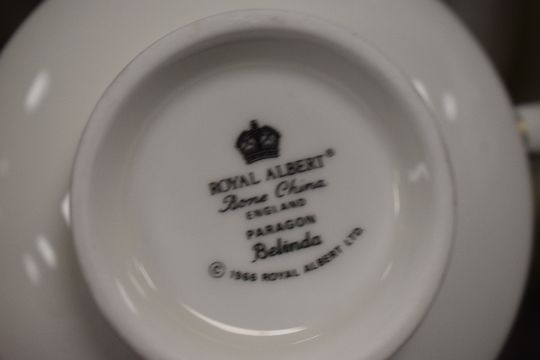 ROYAL ALBERT®
Bone China
ENGLAND
PARAGON
Belinda
© 1966 ROYAL ALBERT LTD.